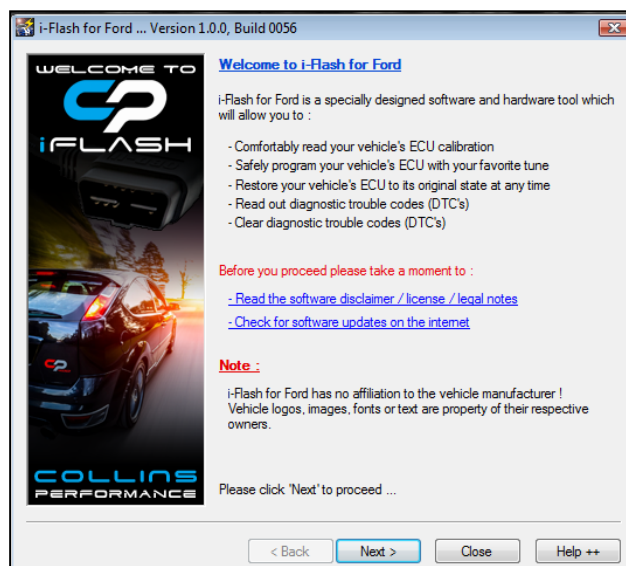 i-Flash for Ford ... Version 1.0.0, Build 0056
WELCOME TO
CP
iFLASH
CP
COLLINS
PERFORMANCE
Welcome to i-Flash for Ford
i-Flash for Ford is a specially designed software and hardware tool which
will allow you to :
- Comfortably read your vehicle's ECU calibration
- Safely program your vehicle's ECU with your favorite tune
- Restore your vehicle's ECU to its original state at any time
- Read out diagnostic trouble codes (DTC's)
- Clear diagnostic trouble codes (DTC's)
Before you proceed please take a moment to :
- Read the software disclaimer / license / legal notes
- Check for software updates on the internet
Note :
i-Flash for Ford has no affiliation to the vehicle manufacturer !
Vehicle logos, images, fonts or text are property of their respective
owners.
Please click 'Next' to proceed ...
< Back
Next >
Close
Help ++